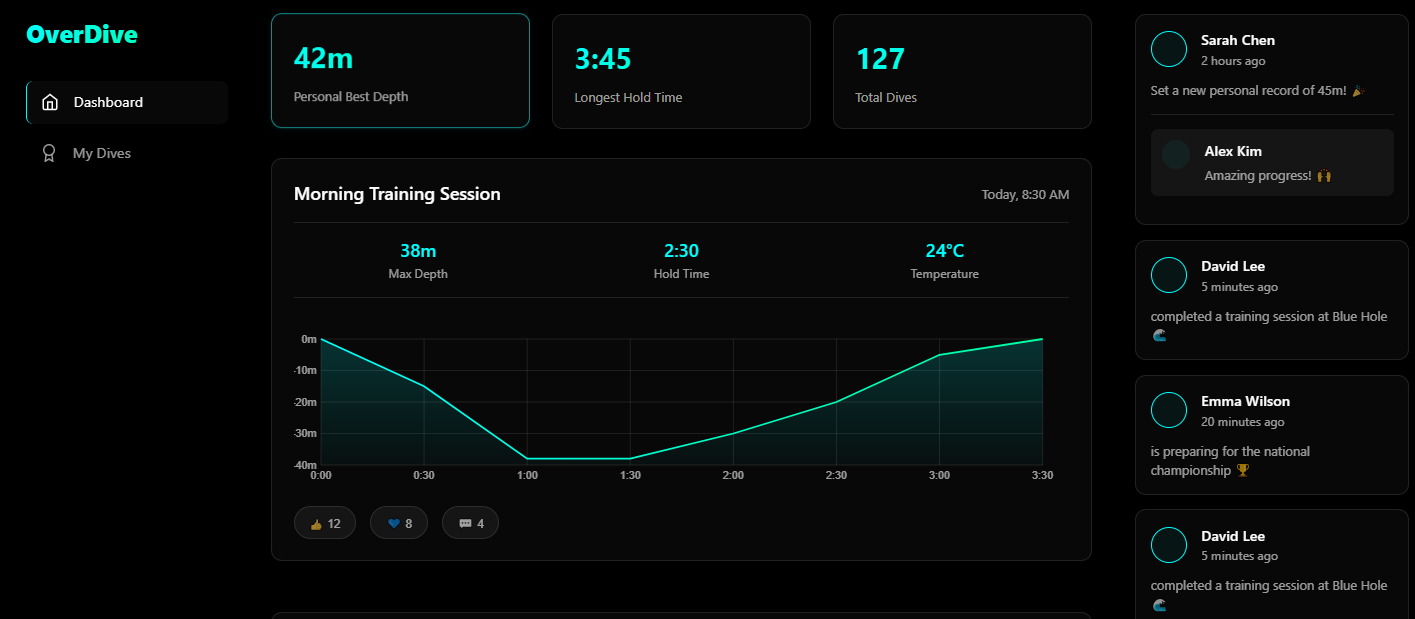 OverDive
Dashboard
My Dives
42m
Personal Best Depth
3:45
Longest Hold Time
127
Total Dives
Morning Training Session
Today, 8:30 AM
38m
Max Depth
2:30
Hold Time
24°C
Temperature
0m
-10m
-20m
-30m
-40m
0:00 0:30 1:00 1:30 2:00 2:30 3:00 3:30
👍 12
💙 8
💬 4
Sarah Chen
2 hours ago
Set a new personal record of 45m! 🎉
Alex Kim
Amazing progress! 🙌
David Lee
5 minutes ago
completed a training session at Blue Hole
🌊
Emma Wilson
20 minutes ago
is preparing for the national
championship 🏆
David Lee
5 minutes ago
completed a training session at Blue Hole
🌊